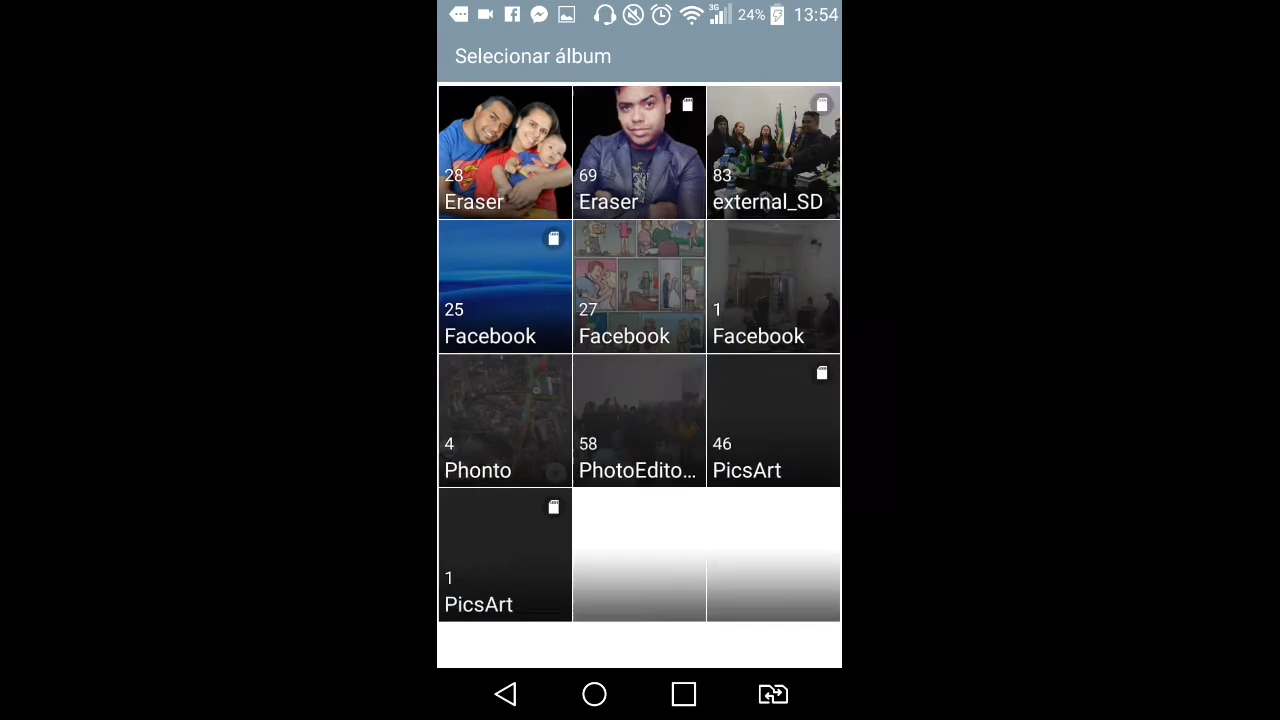 3G 24% 13:54
Selecionar álbum
28
Eraser
69
Eraser
83
external_SD
25
Facebook
27
Facebook
1
Facebook
4
Phonto
58
PhotoEdito...
46
PicsArt
1
PicsArt